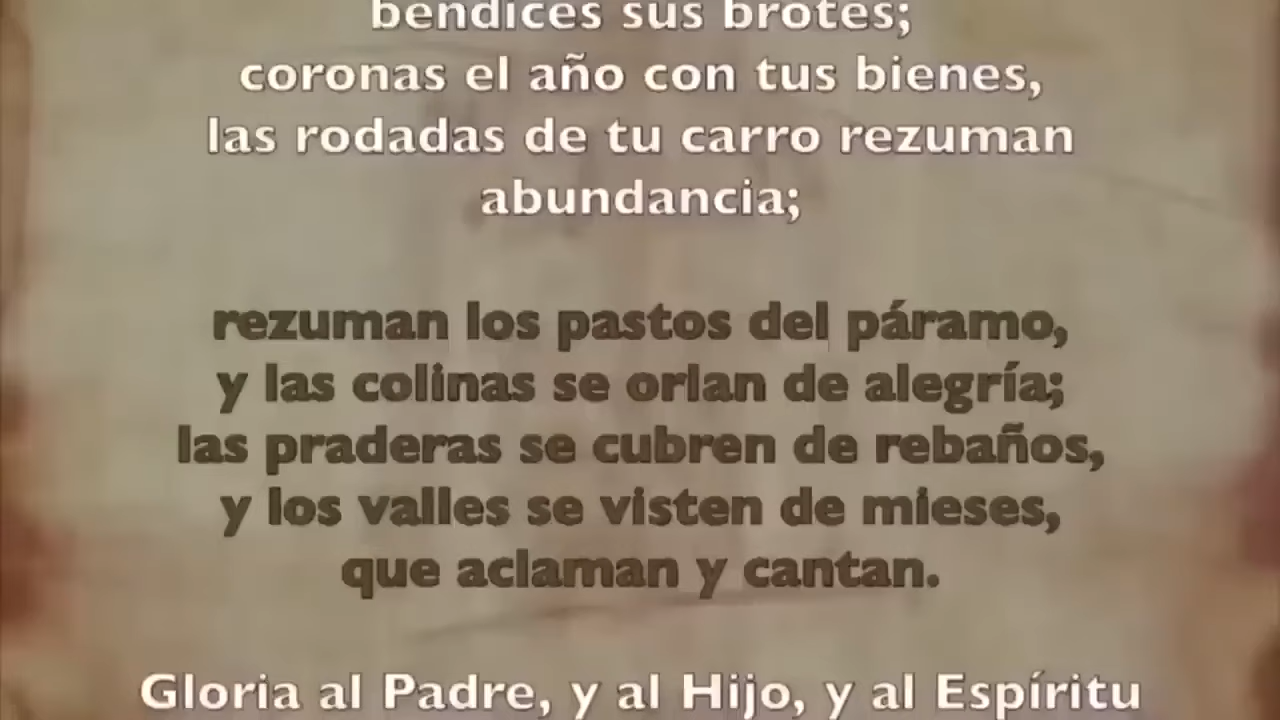 bendices sus brotes;
coronas el año con tus bienes,
las rodadas de tu carro rezuman
abundancia;
rezuman los pastos del páramo,
y las colinas se orlan de alegría;
las praderas se cubren de rebaños,
y los valles se visten de mieses,
que aclaman y cantan.
Gloria al Padre, y al Hijo, y al Espíritu